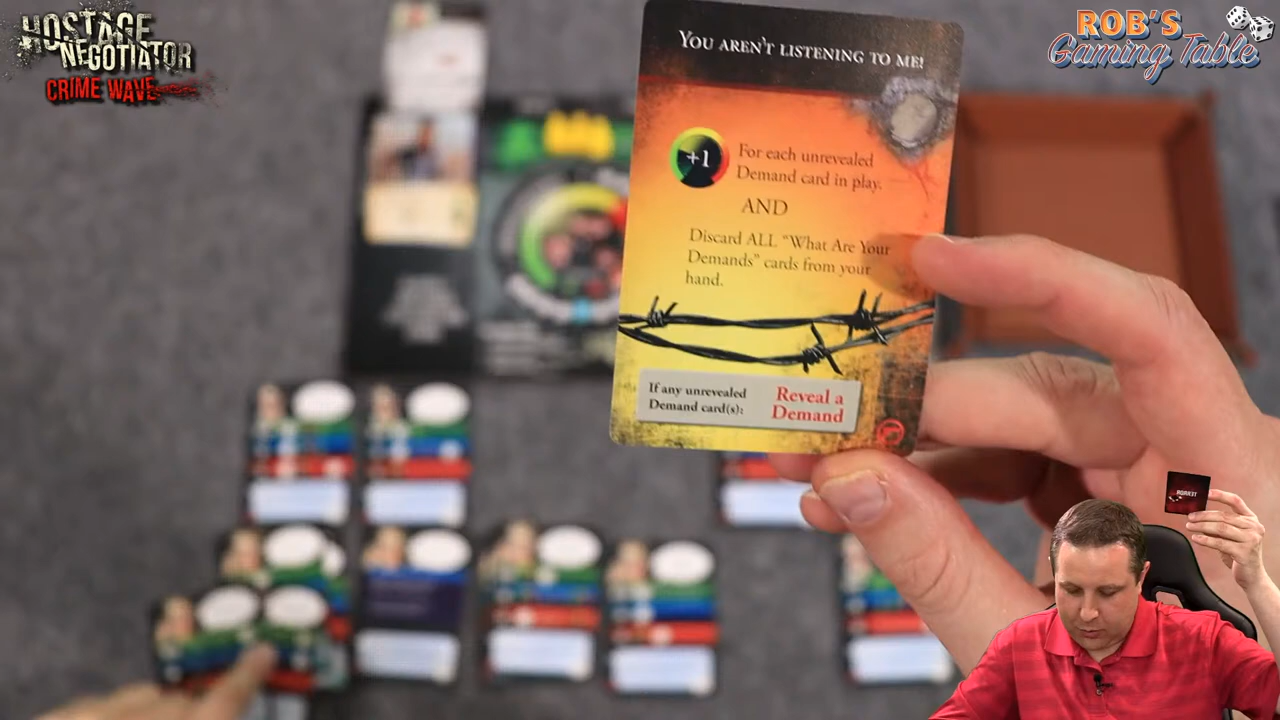 HOSTAGE
NEGOTIATOR
CRIME WAVE
ROB'S
Gaming Table
YOU AREN'T LISTENING TO ME!
+1
For each unrevealed
Demand card in play.
AND
Discard ALL "What Are Your
Demands" cards from your
hand.
If any unrevealed
Demand card(s):
Reveal a
Demand
TERROR